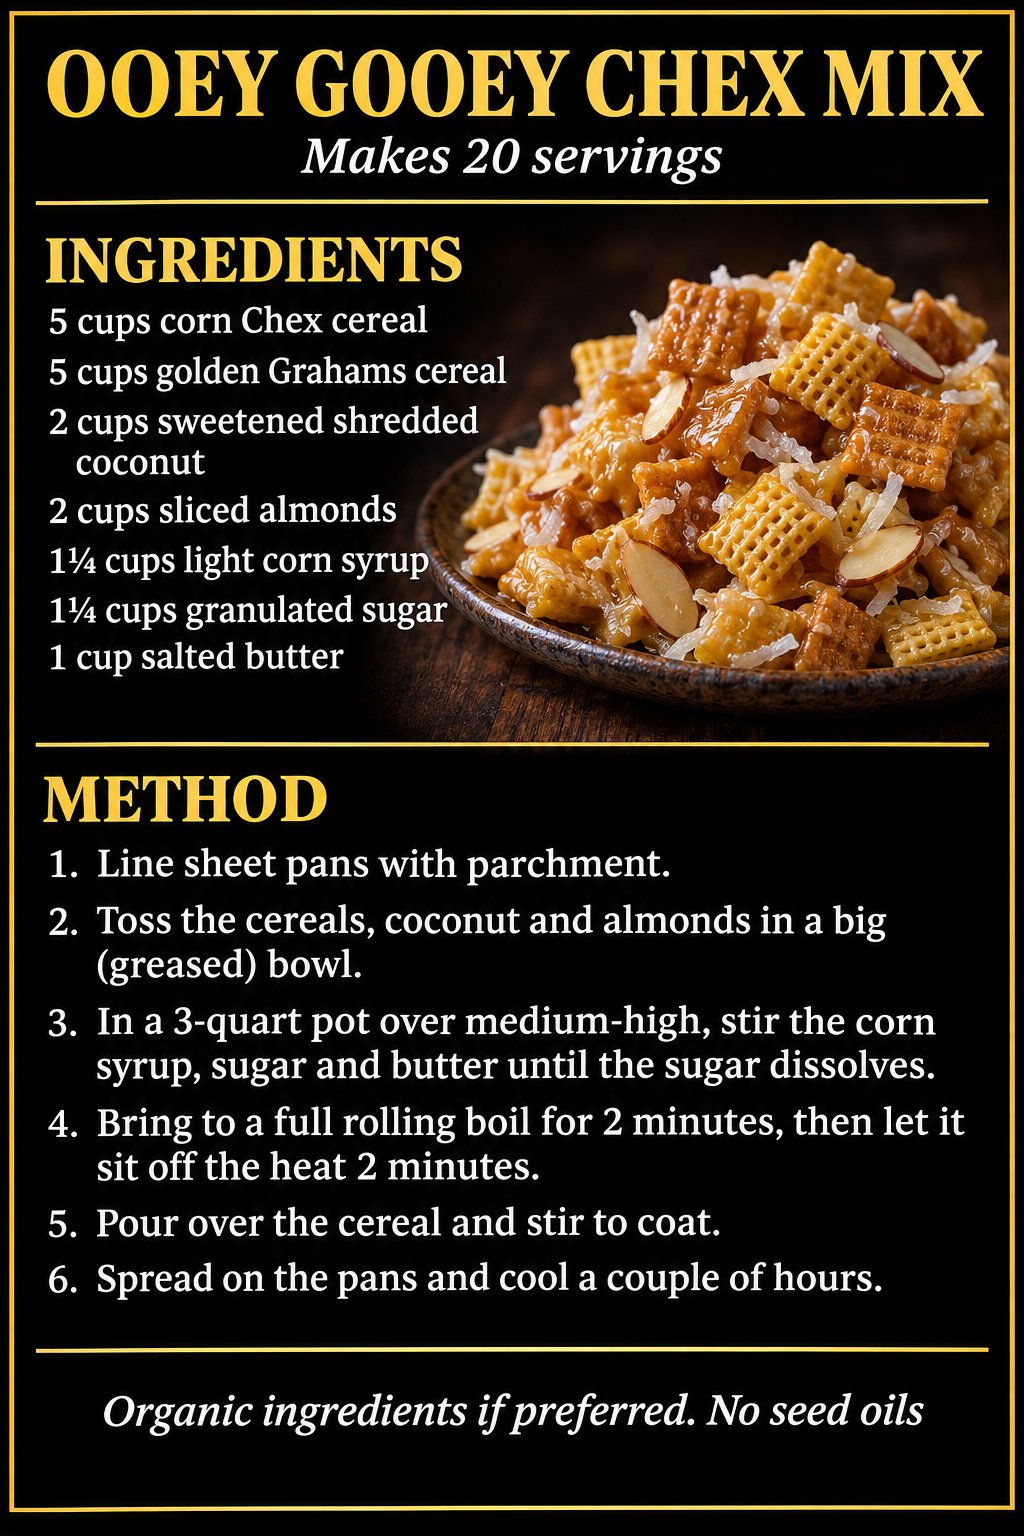 OOEY GOOEY CHEX MIX
Makes 20 servings
INGREDIENTS
5 cups corn Chex cereal
5 cups golden Grahams cereal
2 cups sweetened shredded
coconut
2 cups sliced almonds
1¼ cups light corn syrup
1¼ cups granulated sugar
1 cup salted butter
METHOD
1. Line sheet pans with parchment.
2. Toss the cereals, coconut and almonds in a big
(greased) bowl.
3. In a 3-quart pot over medium-high, stir the corn
syrup, sugar and butter until the sugar dissolves.
4. Bring to a full rolling boil for 2 minutes, then let it
sit off the heat 2 minutes.
5. Pour over the cereal and stir to coat.
6. Spread on the pans and cool a couple of hours.
Organic ingredients if preferred. No seed oils